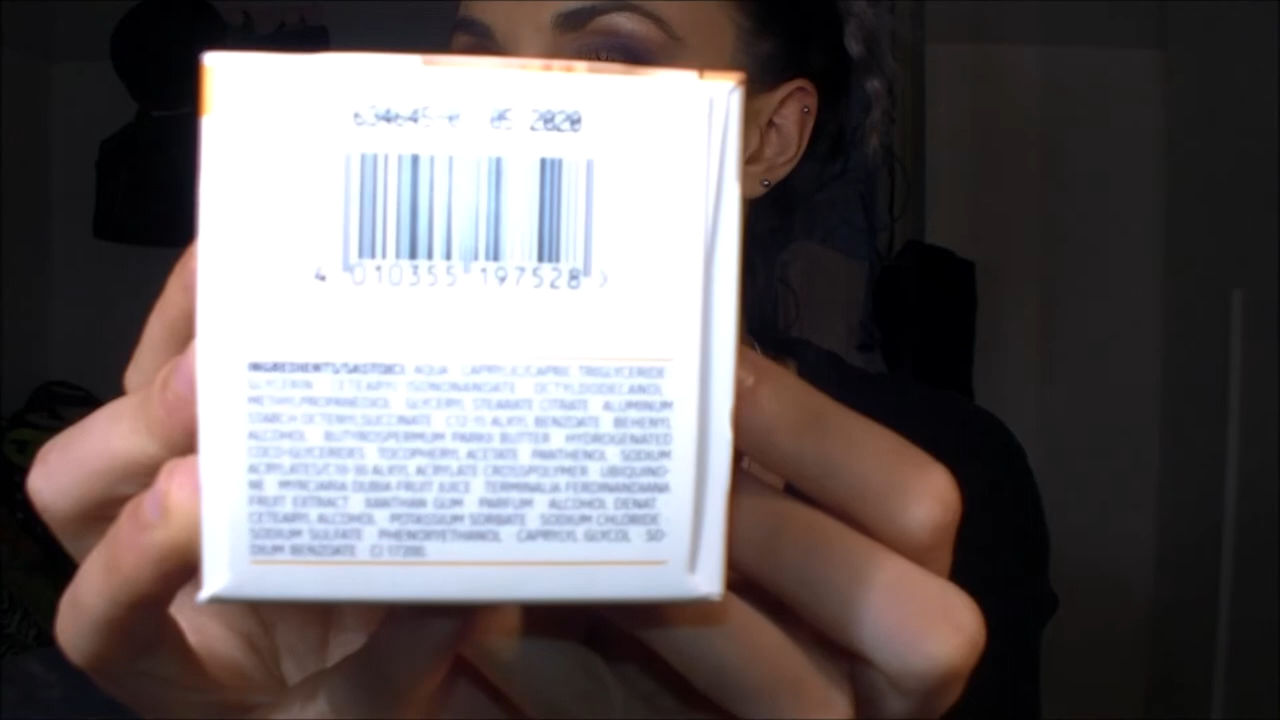 05 2020
4 010355 197528 >
INGREDIENTS/SASTOJCI: AQUA · CAPRYLIC/CAPRIC TRIGLYCERIDE ·
GLYCERIN · CETEARYL ISONONANOATE · OCTYLDODECANOL ·
METHYLPROPANEDIOL · GLYCERYL STEARATE CITRATE · ALUMINUM
STARCH OCTENYLSUCCINATE · C12-15 ALKYL BENZOATE · BEHENYL
ALCOHOL · BUTYROSPERMUM PARKII BUTTER · HYDROGENATED
COCO-GLYCERIDES · TOCOPHERYL ACETATE · PANTHENOL · SODIUM
ACRYLATES/C10-30 ALKYL ACRYLATE CROSSPOLYMER · UBIQUINO-
NE · MYRCIARIA DUBIA FRUIT JUICE · TERMINALIA FERDINANDIANA
FRUIT EXTRACT · XANTHAN GUM · PARFUM · ALCOHOL DENAT. ·
CETEARYL ALCOHOL · POTASSIUM SORBATE · SODIUM CHLORIDE ·
SODIUM SULFATE · PHENOXYETHANOL · CAPRYLYL GLYCOL · SO-
DIUM BENZOATE · CI